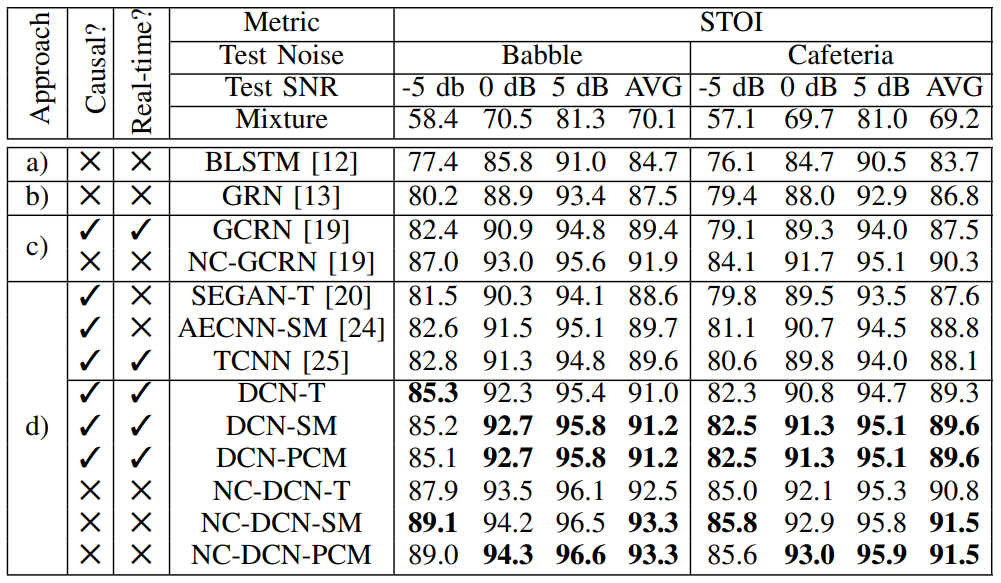 Approach Causal? Real-time? Metric STOI
Test Noise Babble Cafeteria
Test SNR -5 db 0 dB 5 dB AVG -5 dB 0 dB 5 dB AVG
Mixture 58.4 70.5 81.3 70.1 57.1 69.7 81.0 69.2
a) ✕ ✕ BLSTM [12] 77.4 85.8 91.0 84.7 76.1 84.7 90.5 83.7
b) ✕ ✕ GRN [13] 80.2 88.9 93.4 87.5 79.4 88.0 92.9 86.8
c) ✓ ✓ GCRN [19] 82.4 90.9 94.8 89.4 79.1 89.3 94.0 87.5
✕ ✕ NC-GCRN [19] 87.0 93.0 95.6 91.9 84.1 91.7 95.1 90.3
d) ✓ ✕ SEGAN-T [20] 81.5 90.3 94.1 88.6 79.8 89.5 93.5 87.6
✓ ✕ AECNN-SM [24] 82.6 91.5 95.1 89.7 81.1 90.7 94.5 88.8
✓ ✓ TCNN [25] 82.8 91.3 94.8 89.6 80.6 89.8 94.0 88.1
✓ ✓ DCN-T 85.3 92.3 95.4 91.0 82.3 90.8 94.7 89.3
✓ ✓ DCN-SM 85.2 92.7 95.8 91.2 82.5 91.3 95.1 89.6
✓ ✓ DCN-PCM 85.1 92.7 95.8 91.2 82.5 91.3 95.1 89.6
✕ ✕ NC-DCN-T 87.9 93.5 96.1 92.5 85.0 92.1 95.3 90.8
✕ ✕ NC-DCN-SM 89.1 94.2 96.5 93.3 85.8 92.9 95.8 91.5
✕ ✕ NC-DCN-PCM 89.0 94.3 96.6 93.3 85.6 93.0 95.9 91.5